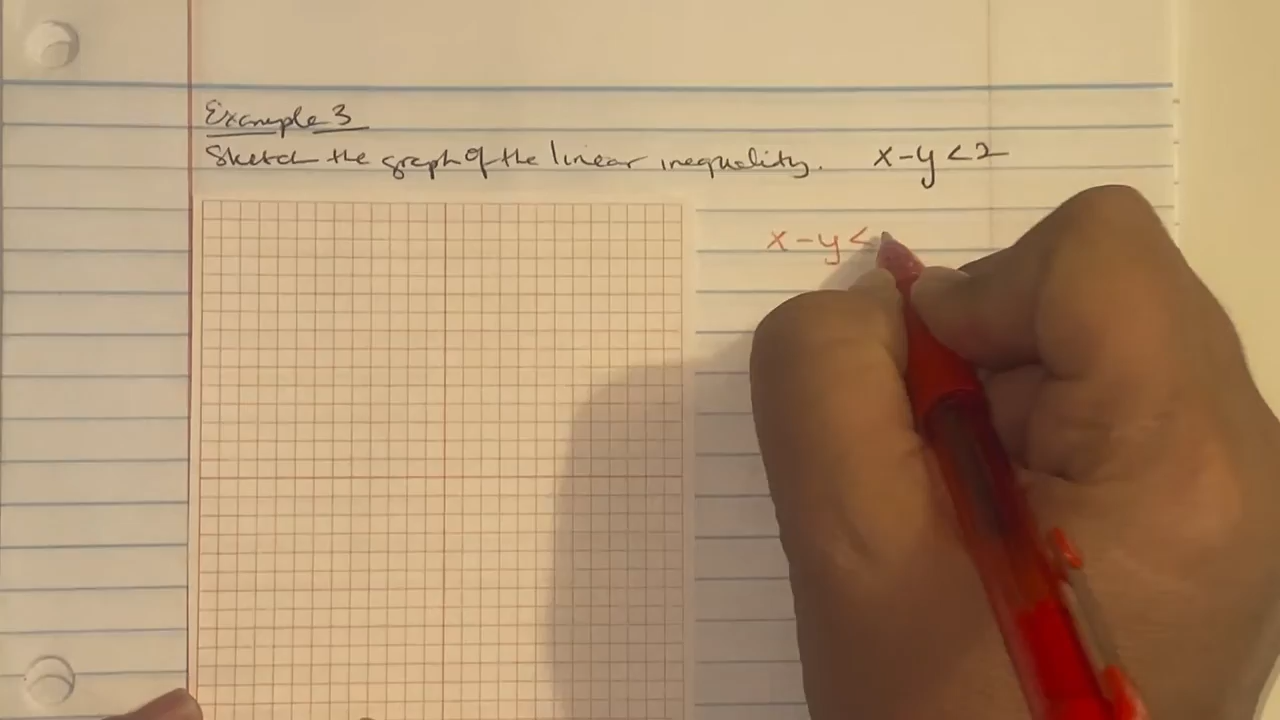 Example 3
Sketch the graph of the linear inequality. x-y<2
x-y<